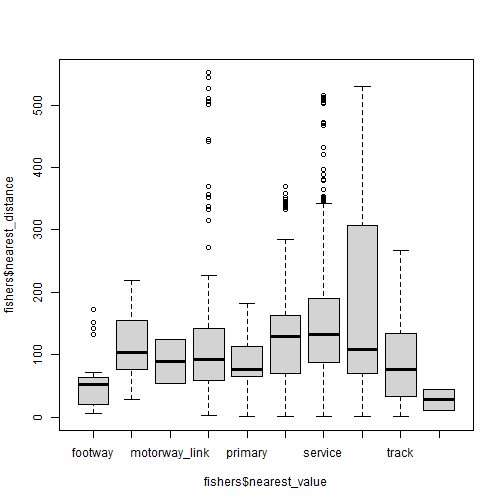 500
400
300
200
100
0
fishers$nearest_distance
footway motorway_link primary service track
fishers$nearest_value